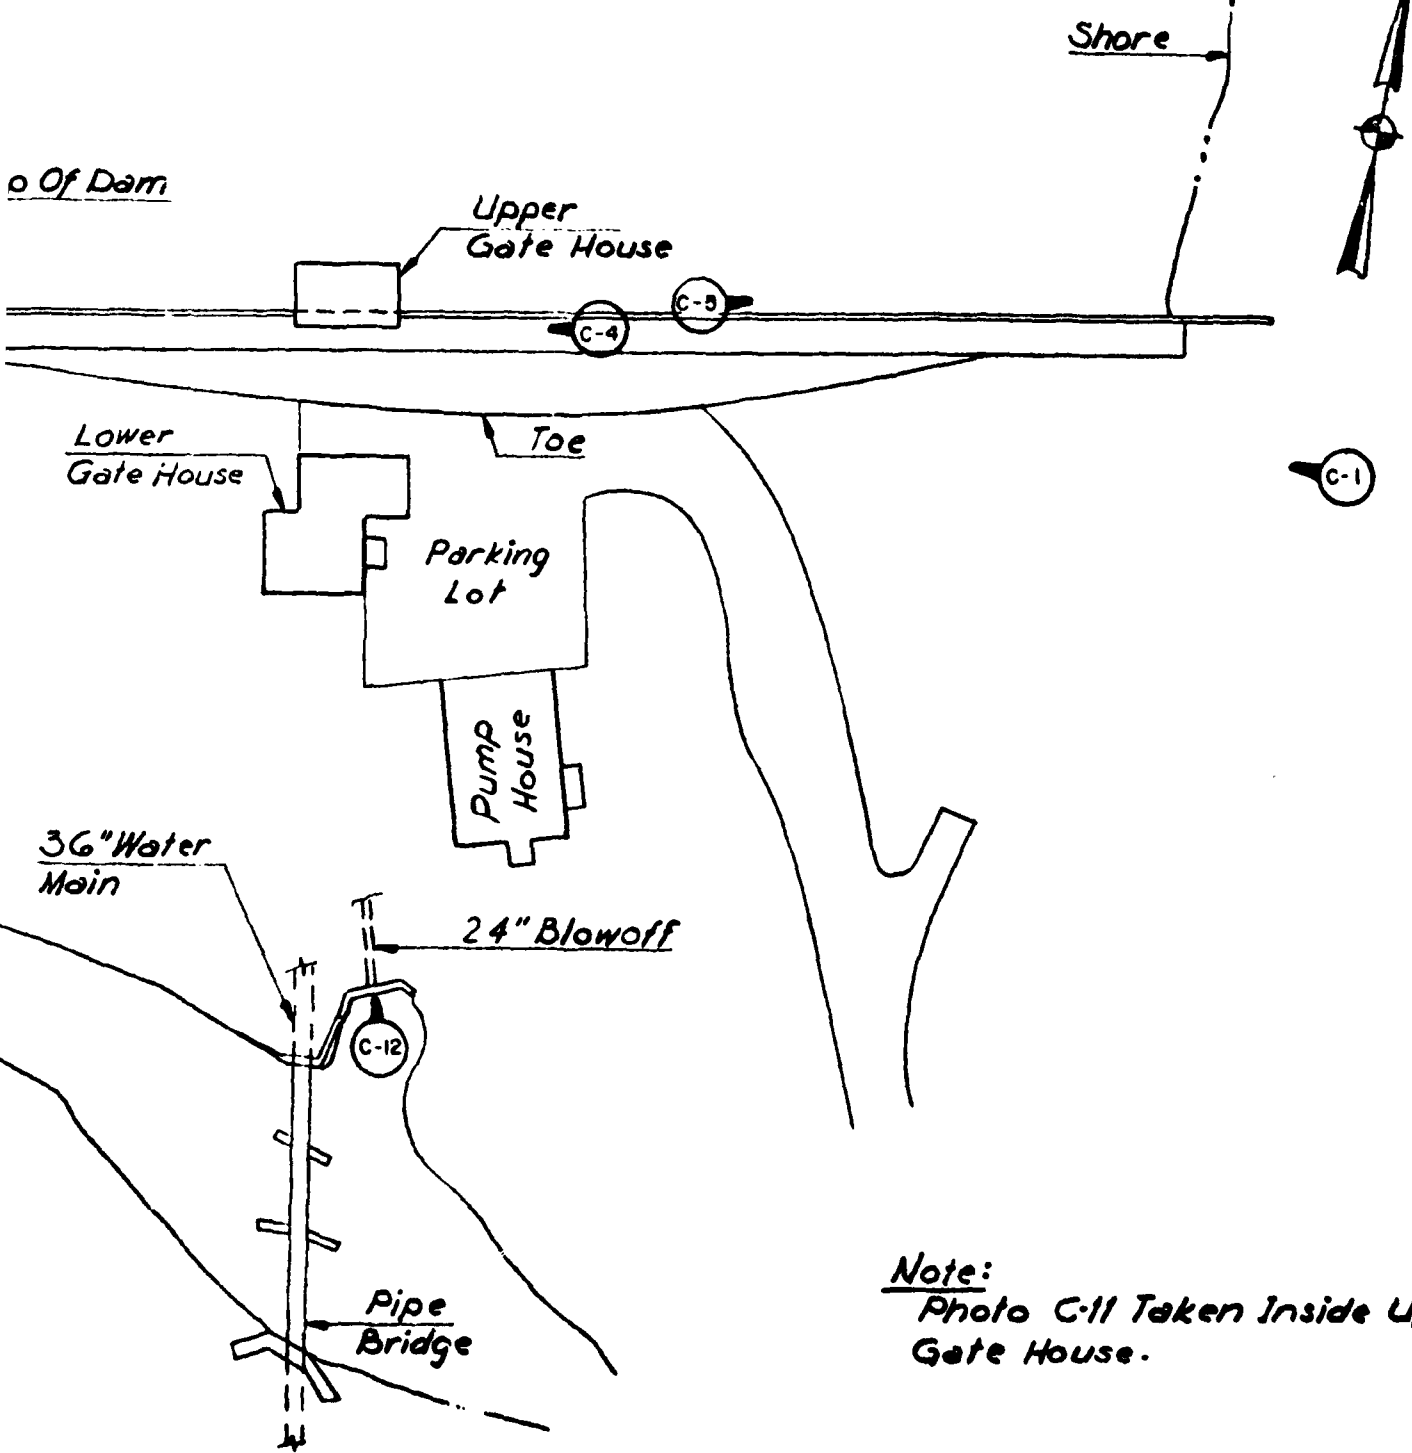 Shore
Of Dam
Upper
Gate House
C-5
C-4
Lower
Gate House
Toe
C-1
Parking
Lot
Pump
House
36" Water
Main
24" Blowoff
C-12
Pipe
Bridge
Note:
Photo C-11 Taken Inside
Gate House.